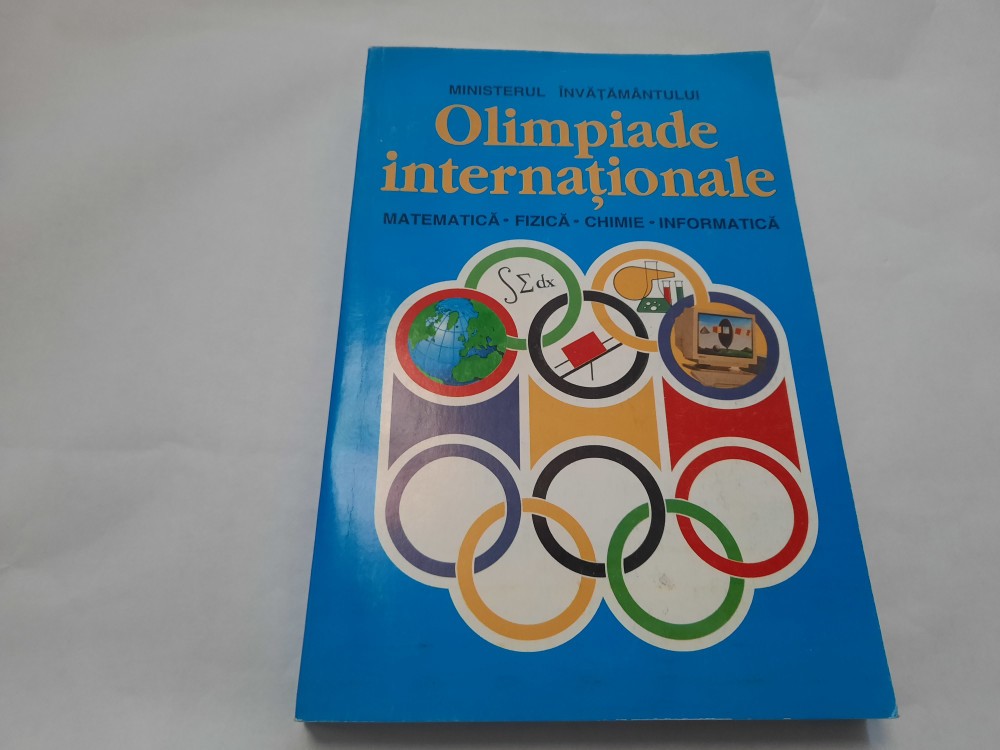 MINISTERUL ÎNVĂȚĂMÂNTULUI
Olimpiade
internaționale
MATEMATICĂ - FIZICĂ - CHIMIE - INFORMATICĂ
∫Σdx